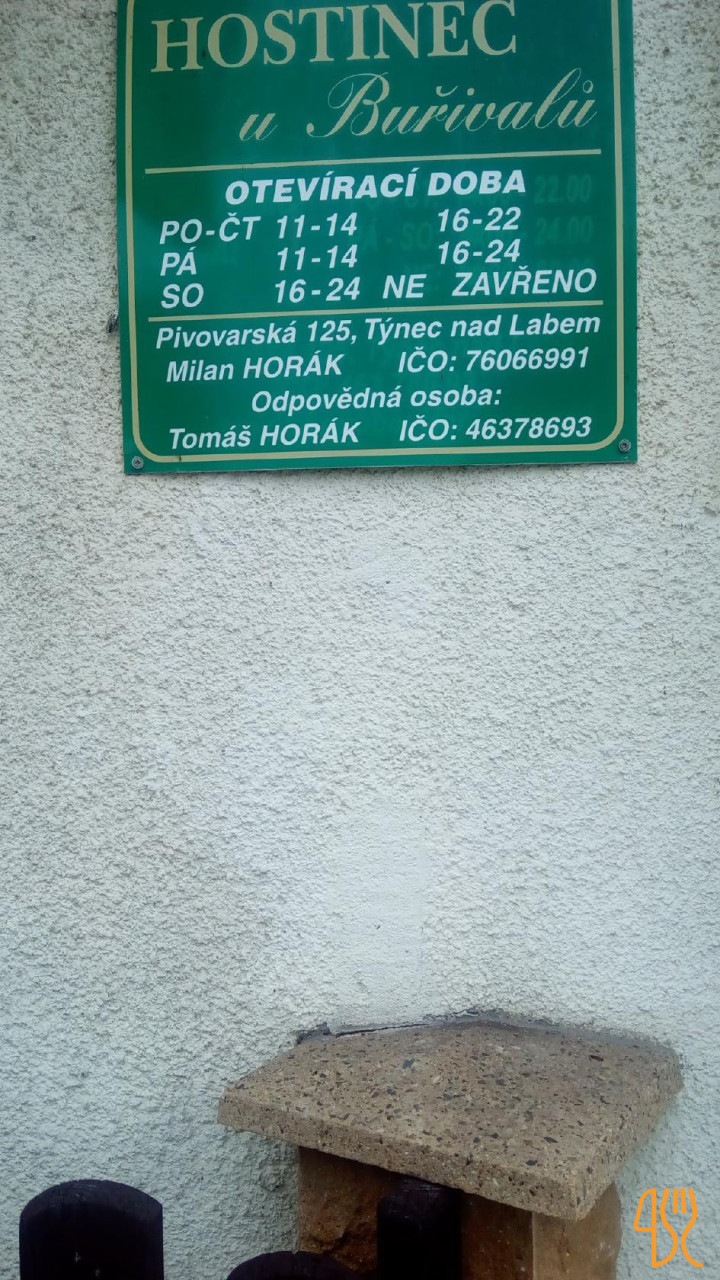 HOSTINEC
u Buřivalů
OTEVÍRACÍ DOBA
PO-ČT 11-14 16-22
PÁ 11-14 16-24
SO 16-24 NE ZAVŘENO
Pivovarská 125, Týnec nad Labem
Milan HORÁK IČO: 76066991
Odpovědná osoba:
Tomáš HORÁK IČO: 46378693